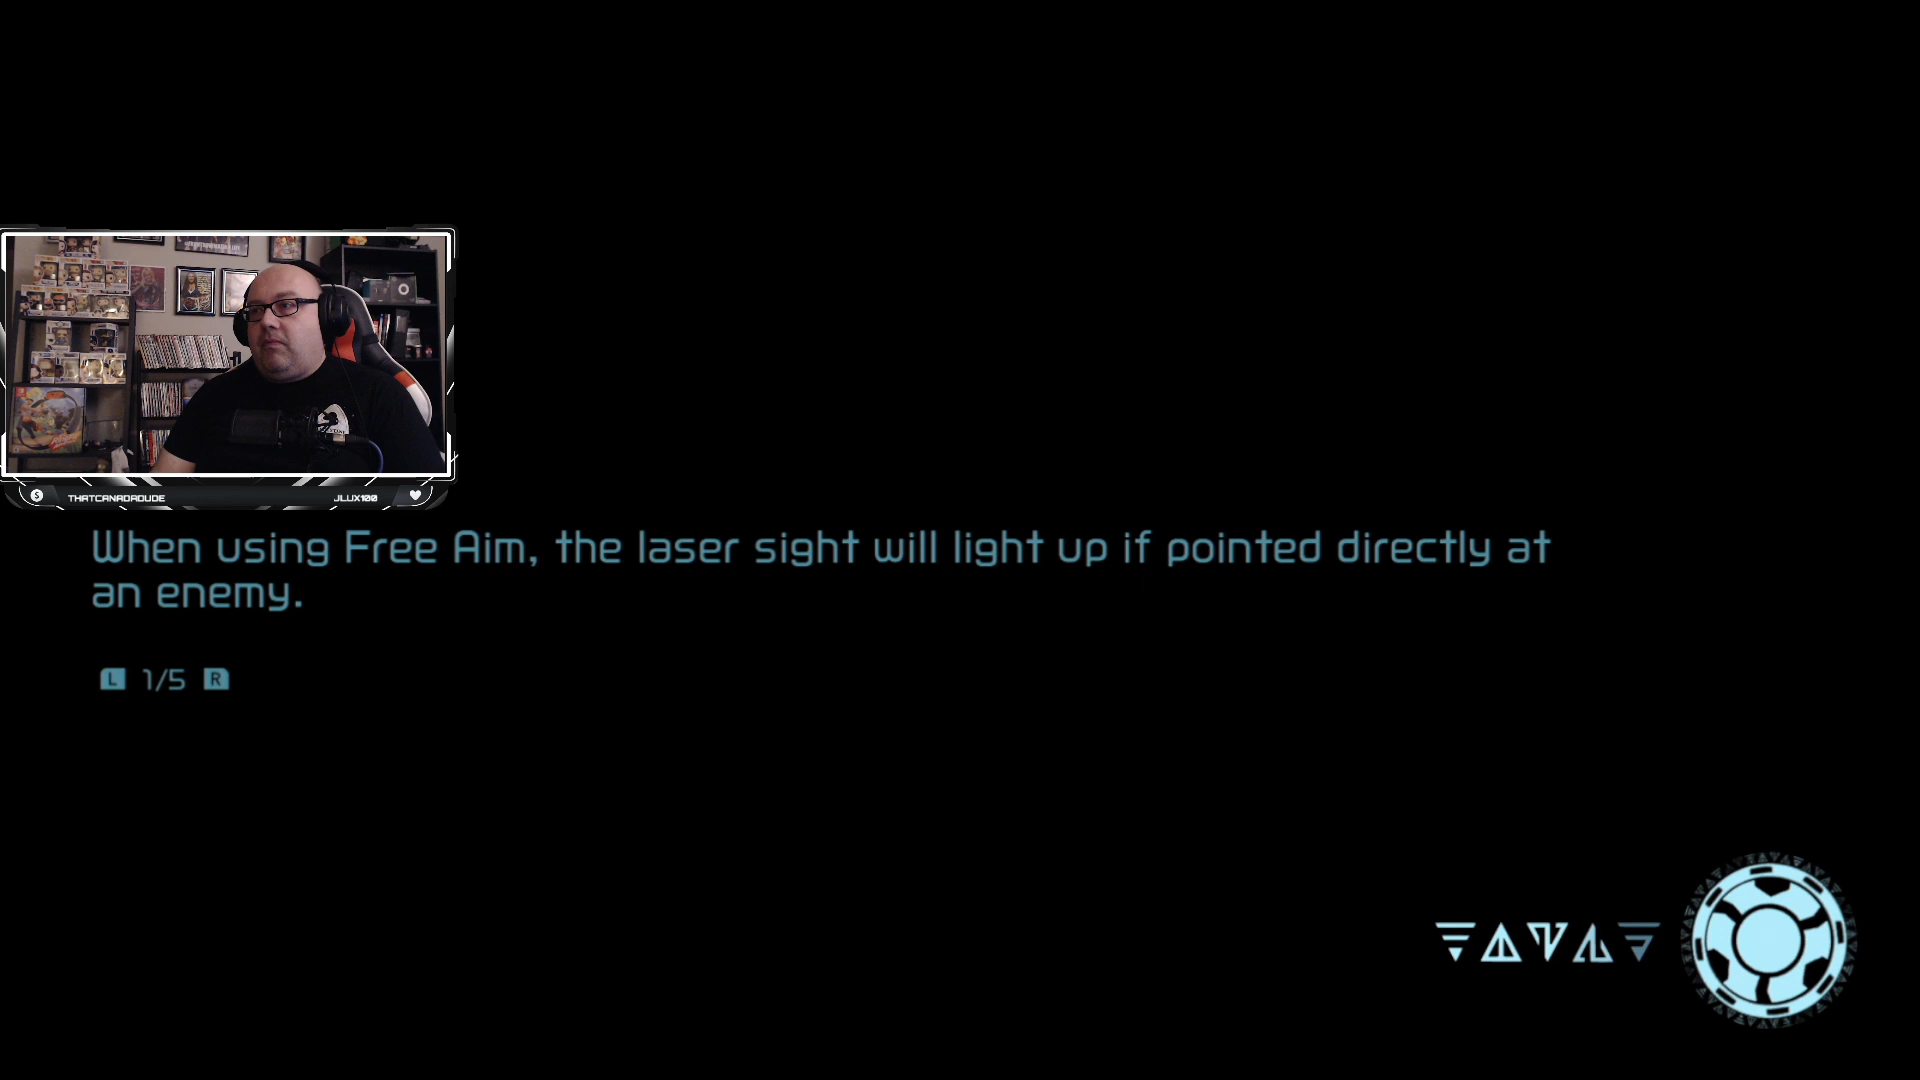 THATCANADADUDE
JLUX100
When using Free Aim, the laser sight will light up if pointed directly at
an enemy.
L 1/5 R